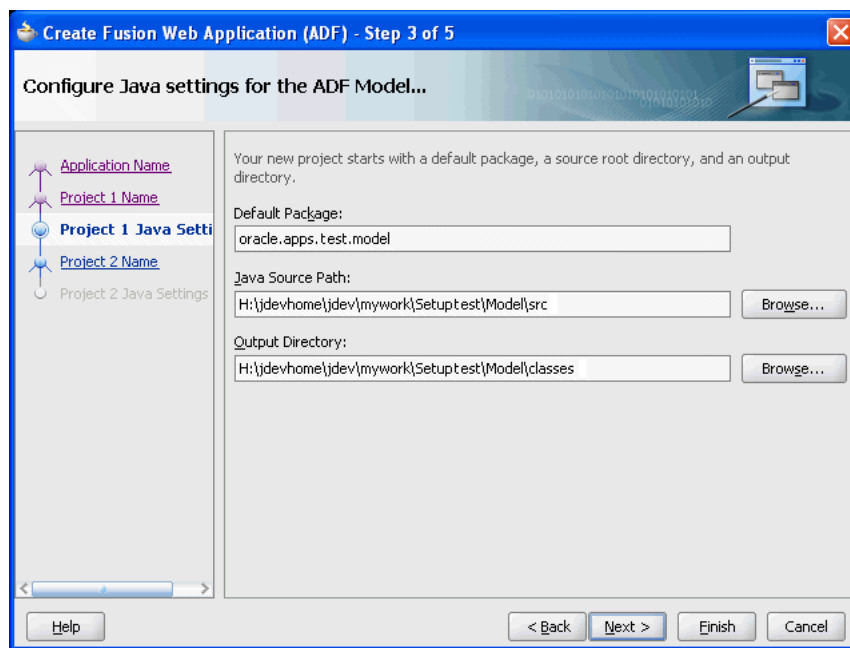 Create Fusion Web Application (ADF) - Step 3 of 5
Configure Java settings for the ADF Model...
Application Name
Project 1 Name
Project 1 Java Setti
Project 2 Name
Project 2 Java Settings
Your new project starts with a default package, a source root directory, and an output
directory.
Default Package:
oracle.apps.test.model
Java Source Path:
H:\jdevhome\jdev\mywork\Setuptest\Model\src
Browse...
Output Directory:
H:\jdevhome\jdev\mywork\Setuptest\Model\classes
Browse...
Help
< Back
Next >
Finish
Cancel